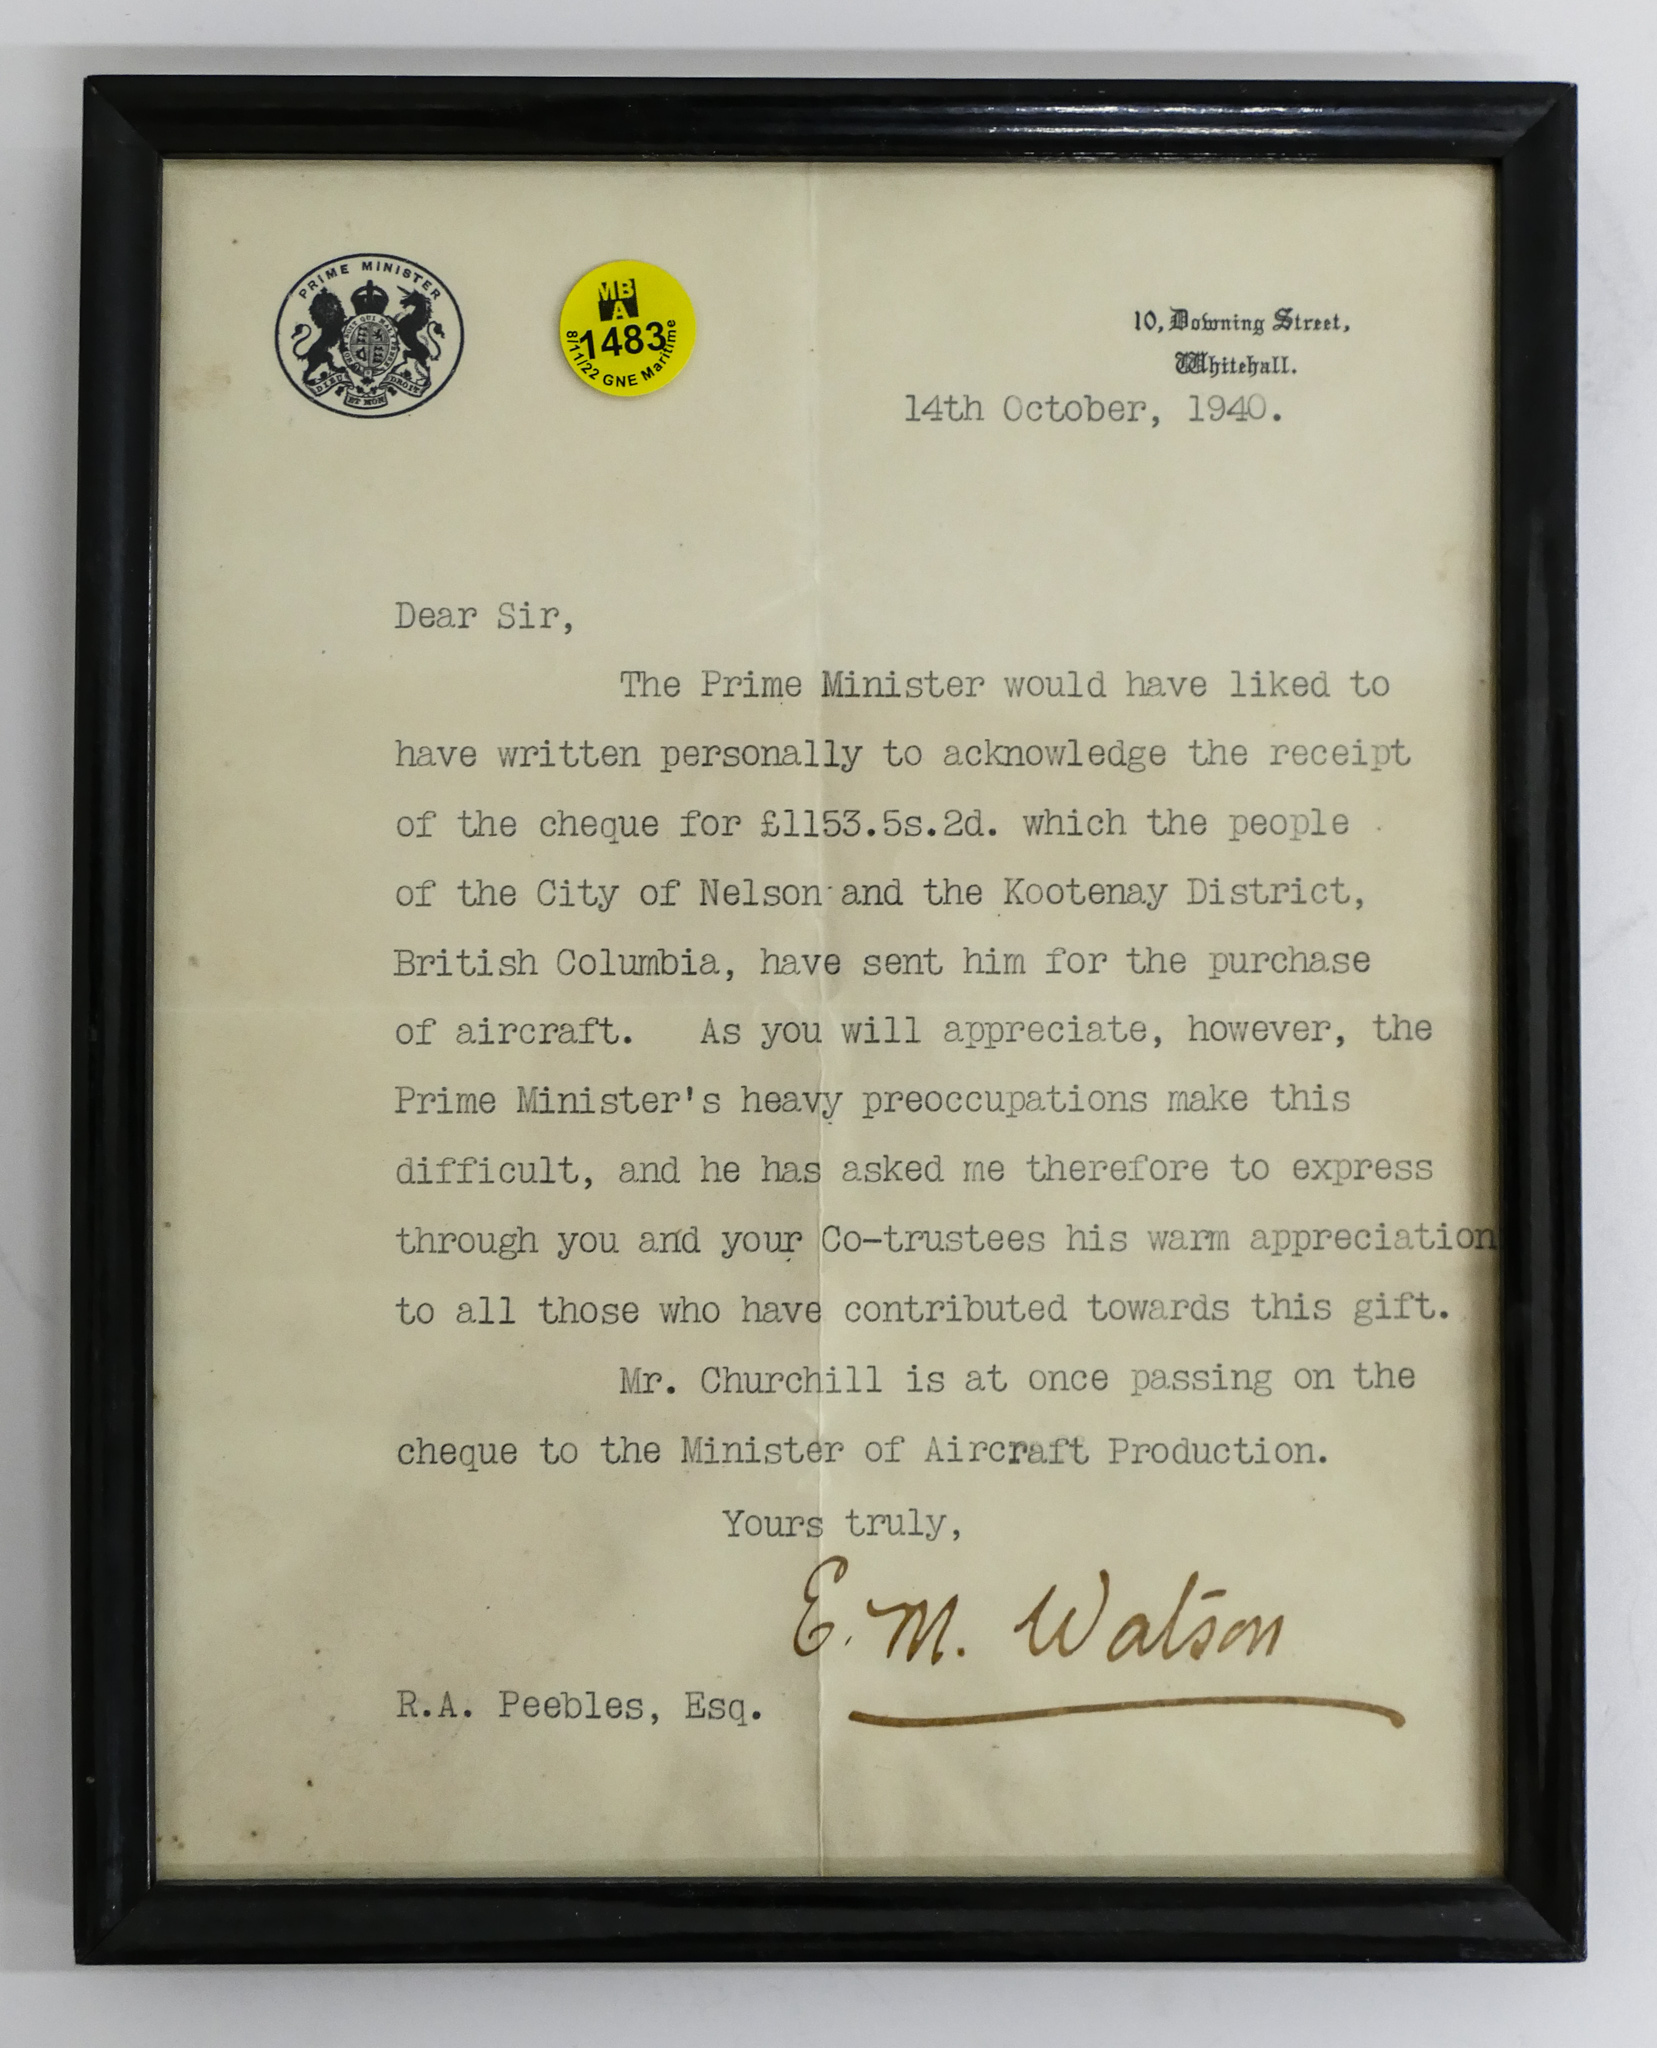 PRIME MINISTER
DIEU ET MON DROIT
MB
A
1483
8/11/22 GNE Maritime
10, Downing Street,
Whitehall.
14th October, 1940.
Dear Sir,
The Prime Minister would have liked to
have written personally to acknowledge the receipt
of the cheque for £1153.5s.2d. which the people
of the City of Nelson and the Kootenay District,
British Columbia, have sent him for the purchase
of aircraft. As you will appreciate, however, the
Prime Minister's heavy preoccupations make this
difficult, and he has asked me therefore to express
through you and your Co-trustees his warm appreciation
to all those who have contributed towards this gift.
Mr. Churchill is at once passing on the
cheque to the Minister of Aircraft Production.
Yours truly,
E. M. Watson
R.A. Peebles, Esq.